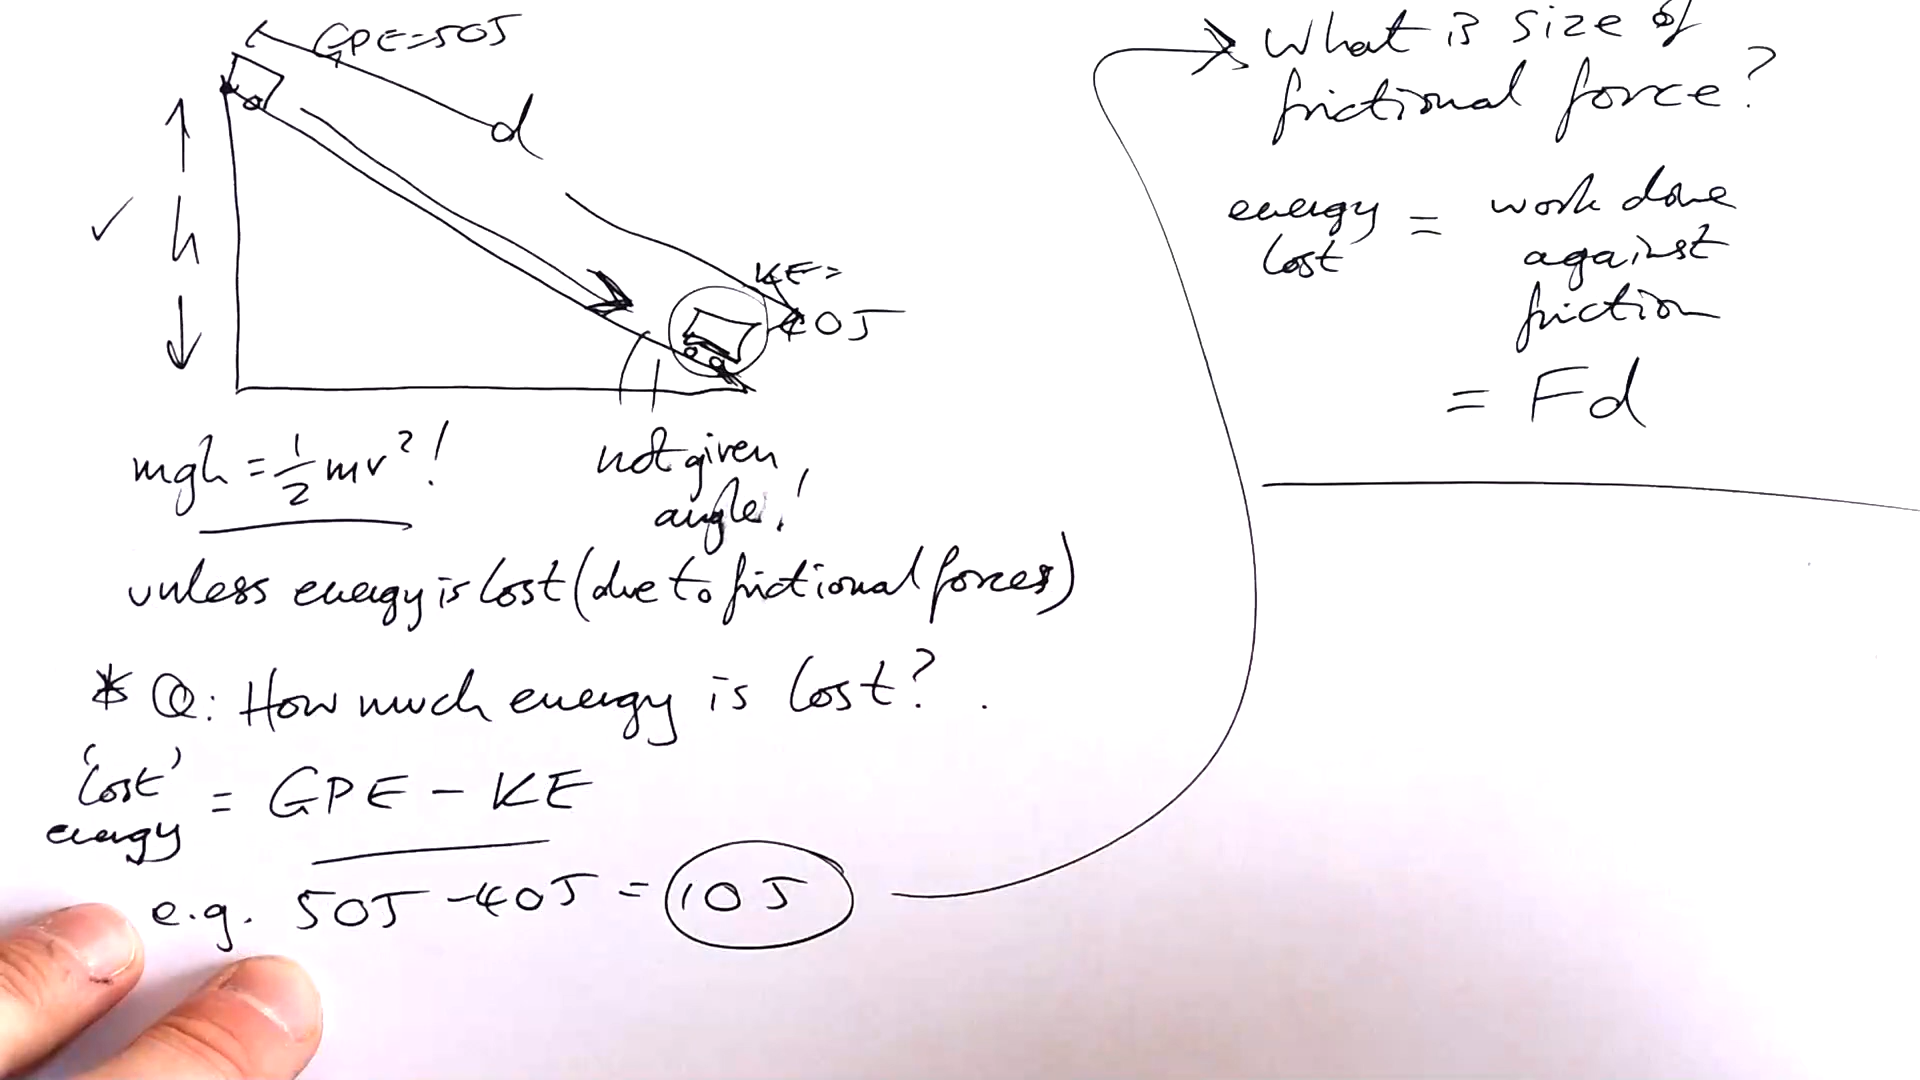 GPE=50J
d
h
✓
KE=
40J
mgh = 1/2 mv²!
not given
angle!
unless energy is lost (due to frictional forces)
* Q: How much energy is lost?
'lost'
energy = GPE - KE
e.g. 50J - 40J = 10J
What is size of
frictional force?
energy
lost = work done
against
friction
= Fd